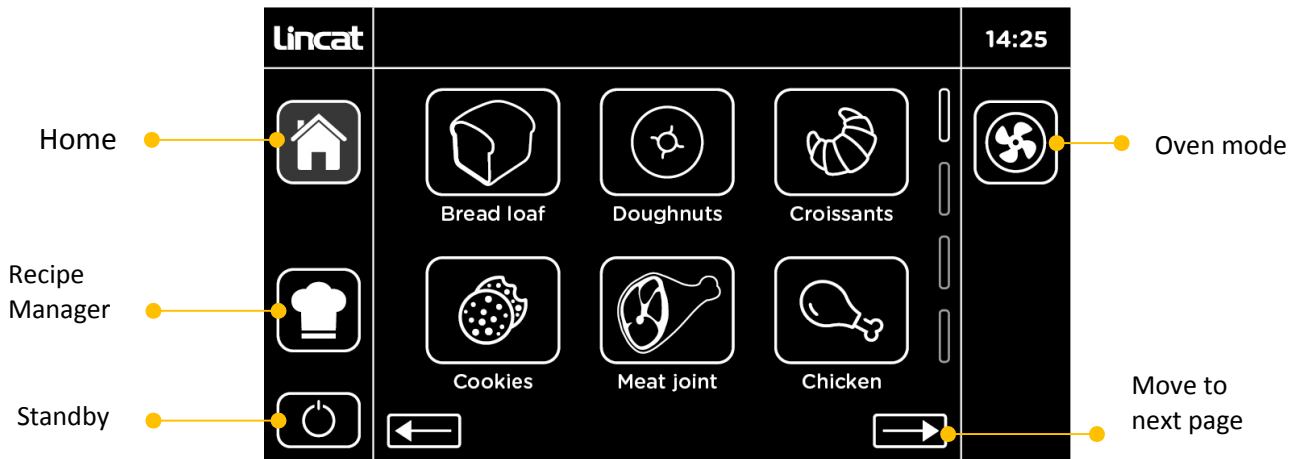 Lincat
14:25
Home
Oven mode
Bread loaf
Doughnuts
Croissants
Recipe
Manager
Cookies
Meat joint
Chicken
Standby
Move to
next page